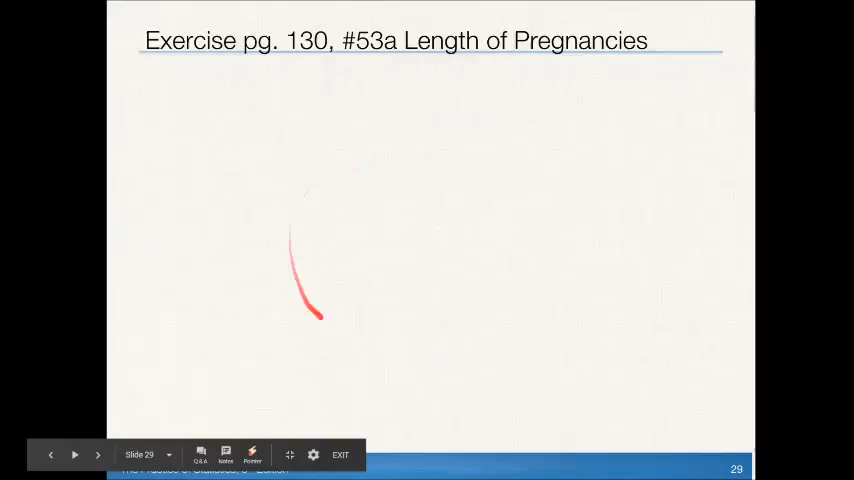 Exercise pg. 130, #53a Length of Pregnancies
Slide 29
Q&A
Notes
Pointer
EXIT
29